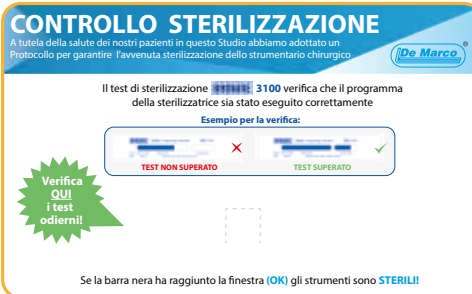 CONTROLLO STERILIZZAZIONE
A tutela della salute dei nostri pazienti in questo Studio abbiamo adottato un
Protocollo per garantire l'avvenuta sterilizzazione dello strumentario chirurgico
De Marco®
Il test di sterilizzazione 3100 verifica che il programma
della sterilizzatrice sia stato eseguito correttamente
Esempio per la verifica:
TEST NON SUPERATO
TEST SUPERATO
Verifica
QUI
i test
odierni!
Se la barra nera ha raggiunto la finestra (OK) gli strumenti sono STERILI!